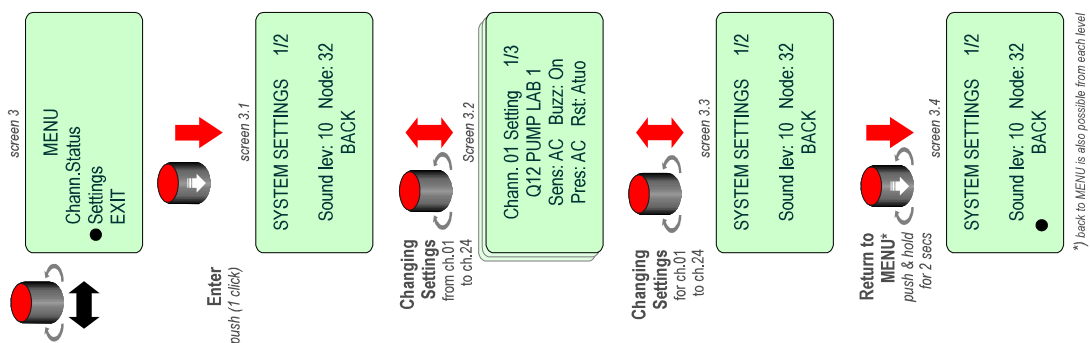 screen 3
MENU
Chann.Status
Settings
EXIT
Enter
push (1 click)
screen 3.1
SYSTEM SETTINGS 1/2
Sound lev: 10 Node: 32
BACK
Changing
Settings
from ch.01
to ch.24
Screen 3.2
Chann. 01 Setting 1/3
Q12 PUMP LAB 1
Sens: AC Buzz: On
Pres: AC Rst: Atuo
Changing
Settings
for ch.01
to ch.24
screen 3.3
SYSTEM SETTINGS 1/2
Sound lev: 10 Node: 32
BACK
Return to
MENU*
push & hold
for 2 secs
screen 3.4
SYSTEM SETTINGS 1/2
Sound lev: 10 Node: 32
BACK
*) back to MENU is also possible from each level